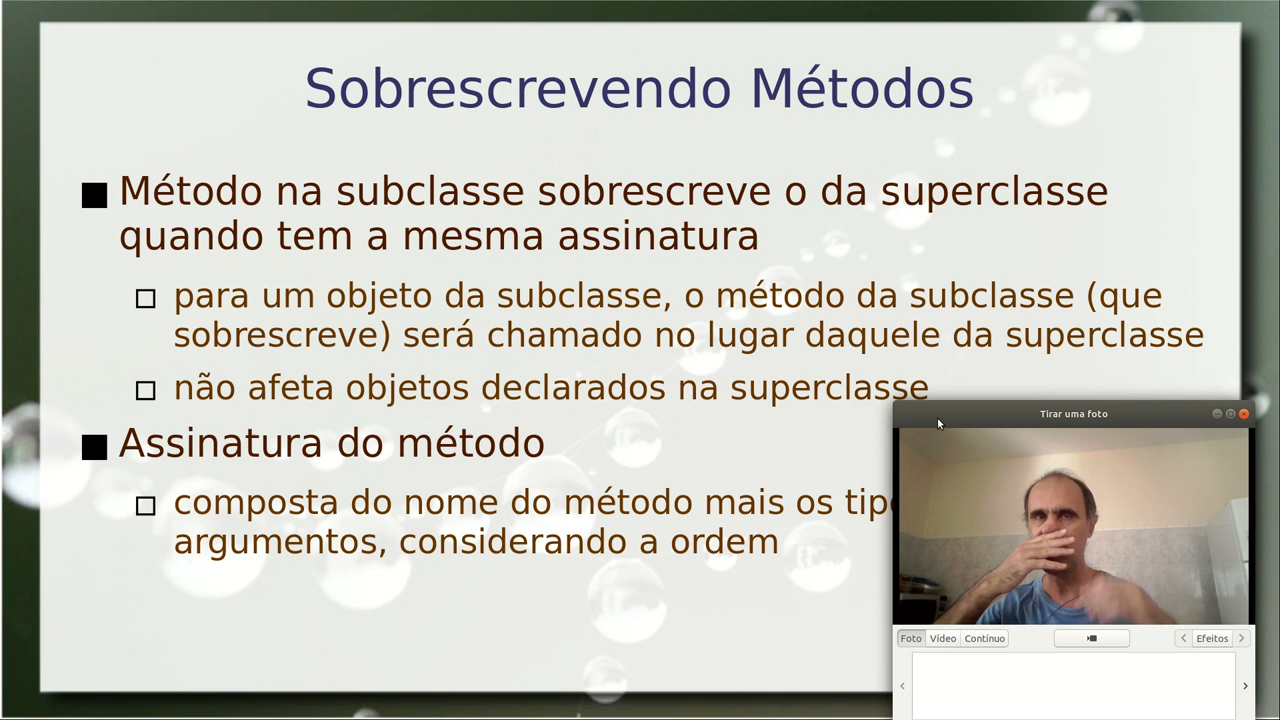 Sobrescrevendo Métodos
Método na subclasse sobrescreve o da superclasse
quando tem a mesma assinatura
para um objeto da subclasse, o método da subclasse (que
sobrescreve) será chamado no lugar daquele da superclasse
não afeta objetos declarados na superclasse
Assinatura do método
composta do nome do método mais os
argumentos, considerando a ordem
Tirar uma foto
Foto Vídeo Contínuo Efeitos